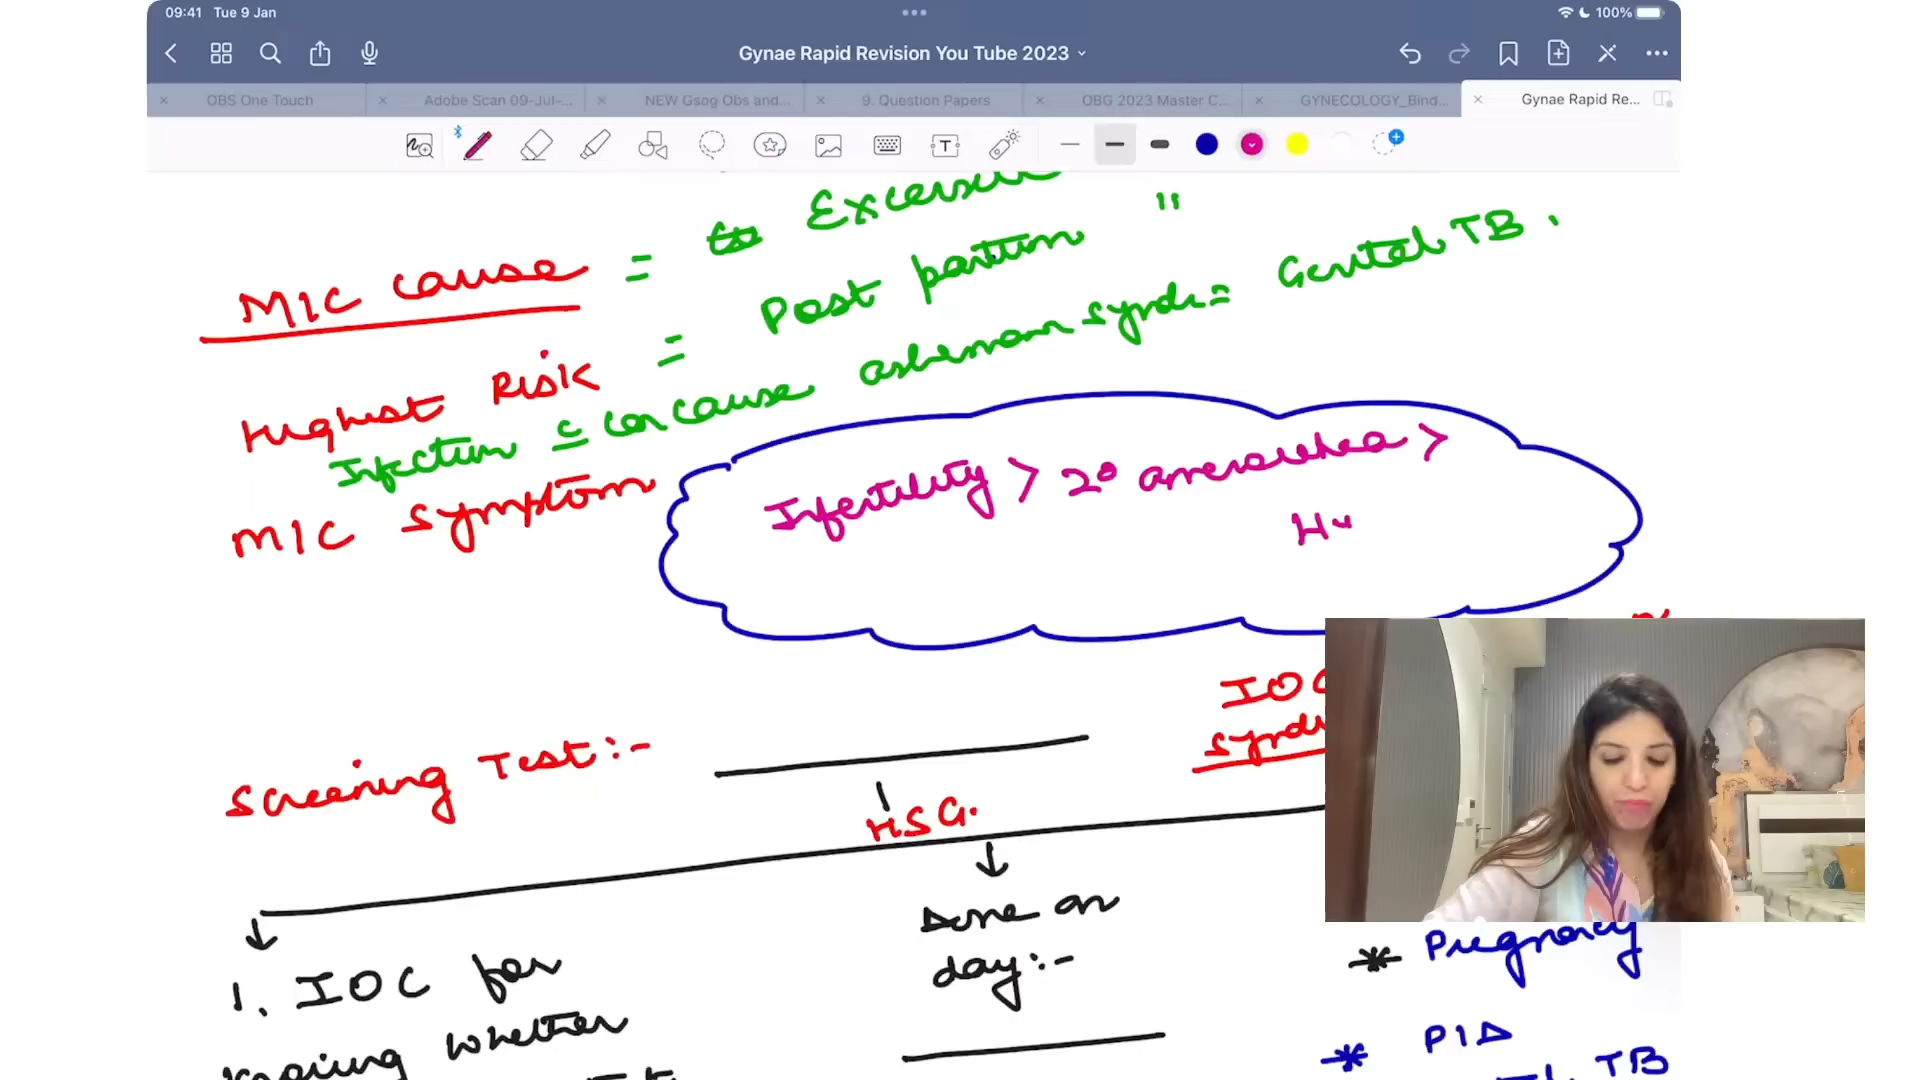 09:41 Tue 9 Jan
100%
Gynae Rapid Revision You Tube 2023
OBS One Touch
Adobe Scan 09-Jul-...
NEW Gsog Obs and...
9. Question Papers
OBG 2023 Master C...
GYNECOLOGY_Bind...
Gynae Rapid Re...
M/C cause =
Highest Risk = Post partum "
Infection c can cause asherman syndr = Genital TB.
M/C symptom
Infertility > 2° amenorrhea >
Screening Test:-
IOC
syndr
HSG.
1. IOC for
Knowing whether
Done on
day:-
* Pregnancy
* PID
TB